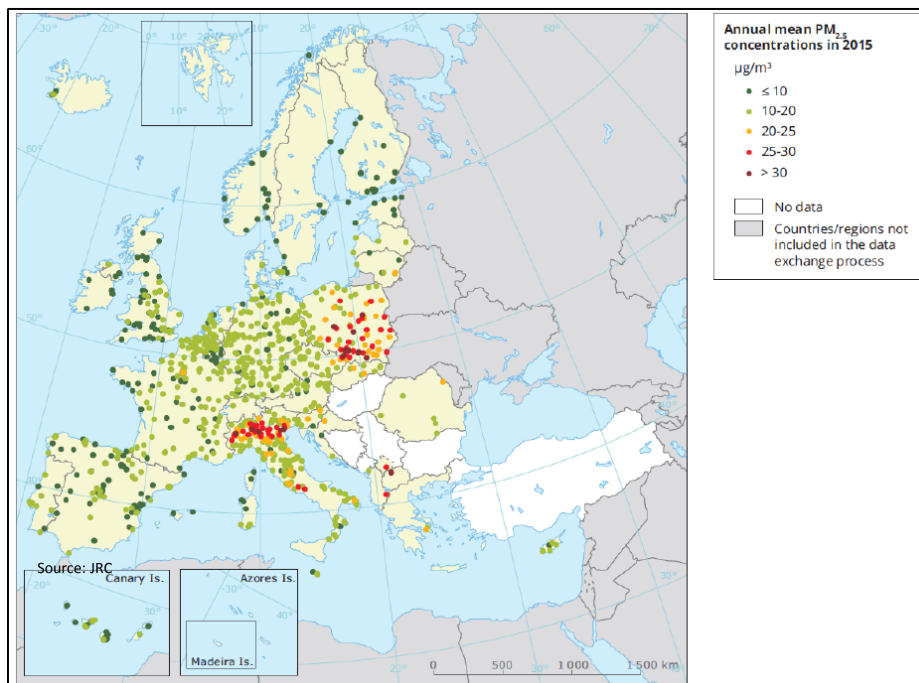 Annual mean PM2.5
concentrations in 2015
µg/m³
≤ 10
10-20
20-25
25-30
> 30
No data
Countries/regions not
included in the data
exchange process
Source: JRC
Canary Is.
Azores Is.
Madeira Is.
0 500 1 000 1 500 km